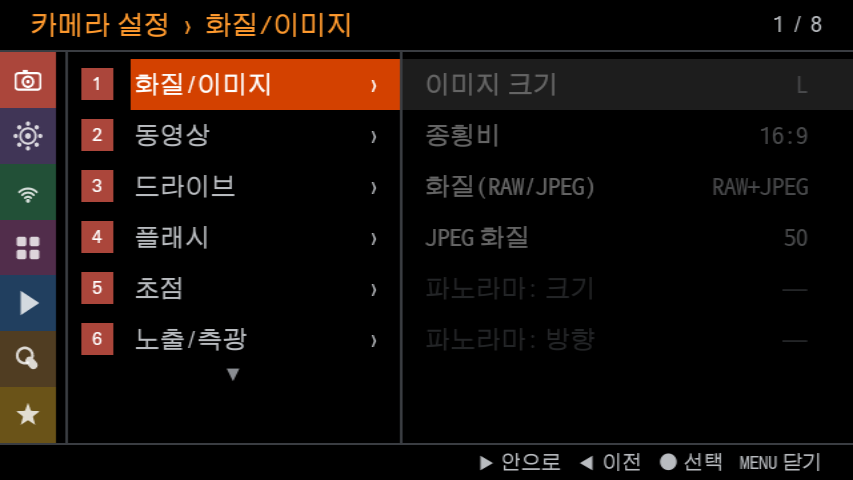 카메라 설정 › 화질/이미지 1 / 8
1 화질/이미지 › 이미지 크기 L
2 동영상 › 종횡비 16:9
3 드라이브 › 화질(RAW/JPEG) RAW+JPEG
4 플래시 › JPEG 화질 50
5 초점 › 파노라마: 크기 —
6 노출/측광 › 파노라마: 방향 —
▼
▶ 안으로 ◀ 이전 ● 선택 MENU 닫기